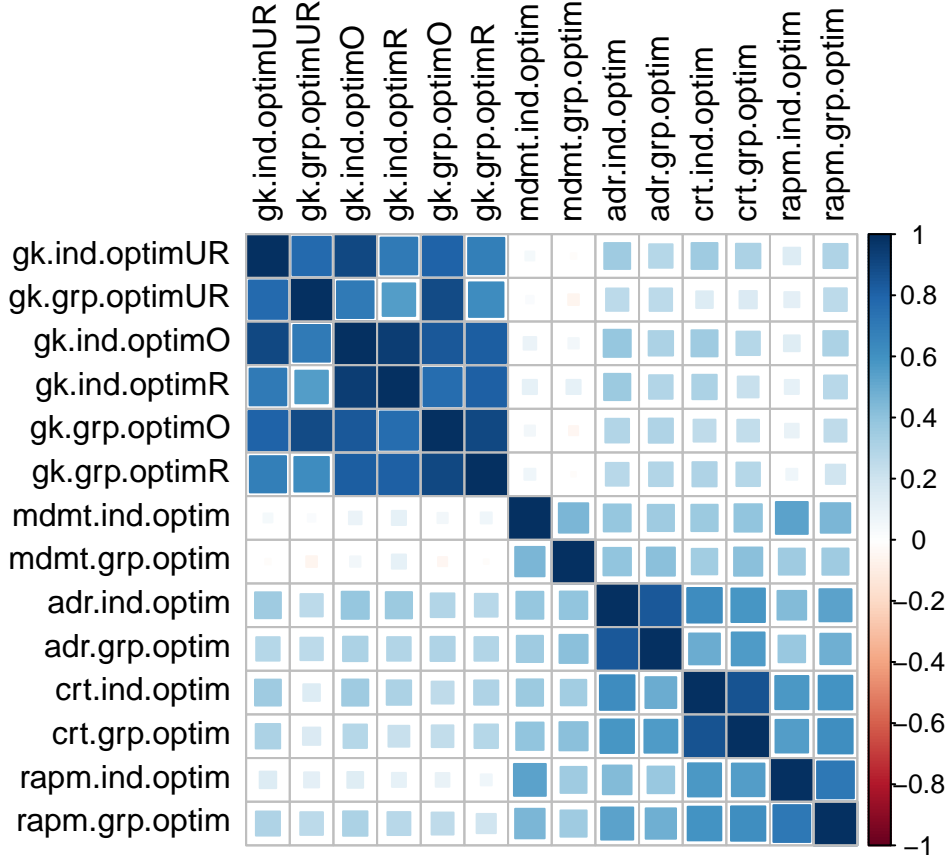 gk.ind.optimUR
gk.grp.optimUR
gk.ind.optimO
gk.ind.optimR
gk.grp.optimO
gk.grp.optimR
mdmt.ind.optim
mdmt.grp.optim
adr.ind.optim
adr.grp.optim
crt.ind.optim
crt.grp.optim
rapm.ind.optim
rapm.grp.optim
gk.ind.optimUR
gk.grp.optimUR
gk.ind.optimO
gk.ind.optimR
gk.grp.optimO
gk.grp.optimR
mdmt.ind.optim
mdmt.grp.optim
adr.ind.optim
adr.grp.optim
crt.ind.optim
crt.grp.optim
rapm.ind.optim
rapm.grp.optim
1
0.8
0.6
0.4
0.2
0
−0.2
−0.4
−0.6
−0.8
−1